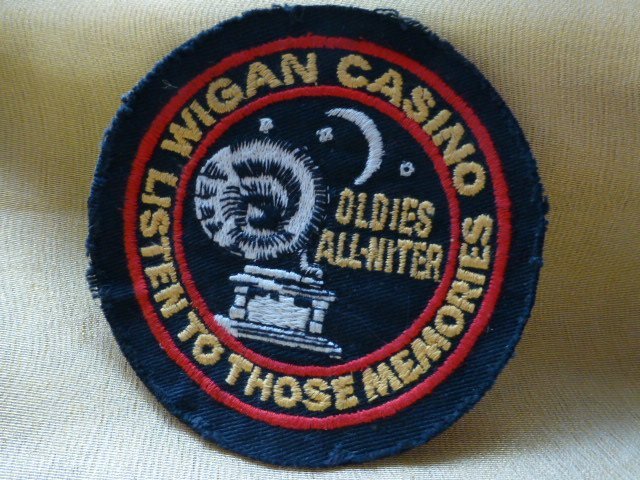 WIGAN CASINO
OLDIES
ALL-NITER
LISTEN TO THOSE MEMORIES